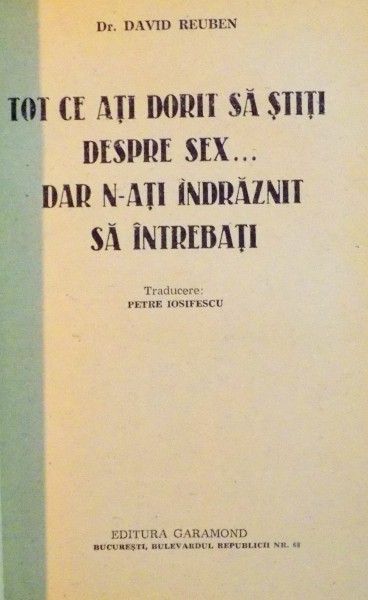 Dr. DAVID REUBEN
TOT CE AȚI DORIT SĂ ȘTIȚI
DESPRE SEX...
DAR N-AȚI ÎNDRĂZNIT
SĂ ÎNTREBAȚI
Traducere:
PETRE IOSIFESCU
EDITURA GARAMOND
BUCUREȘTI, BULEVARDUL REPUBLICII NR.